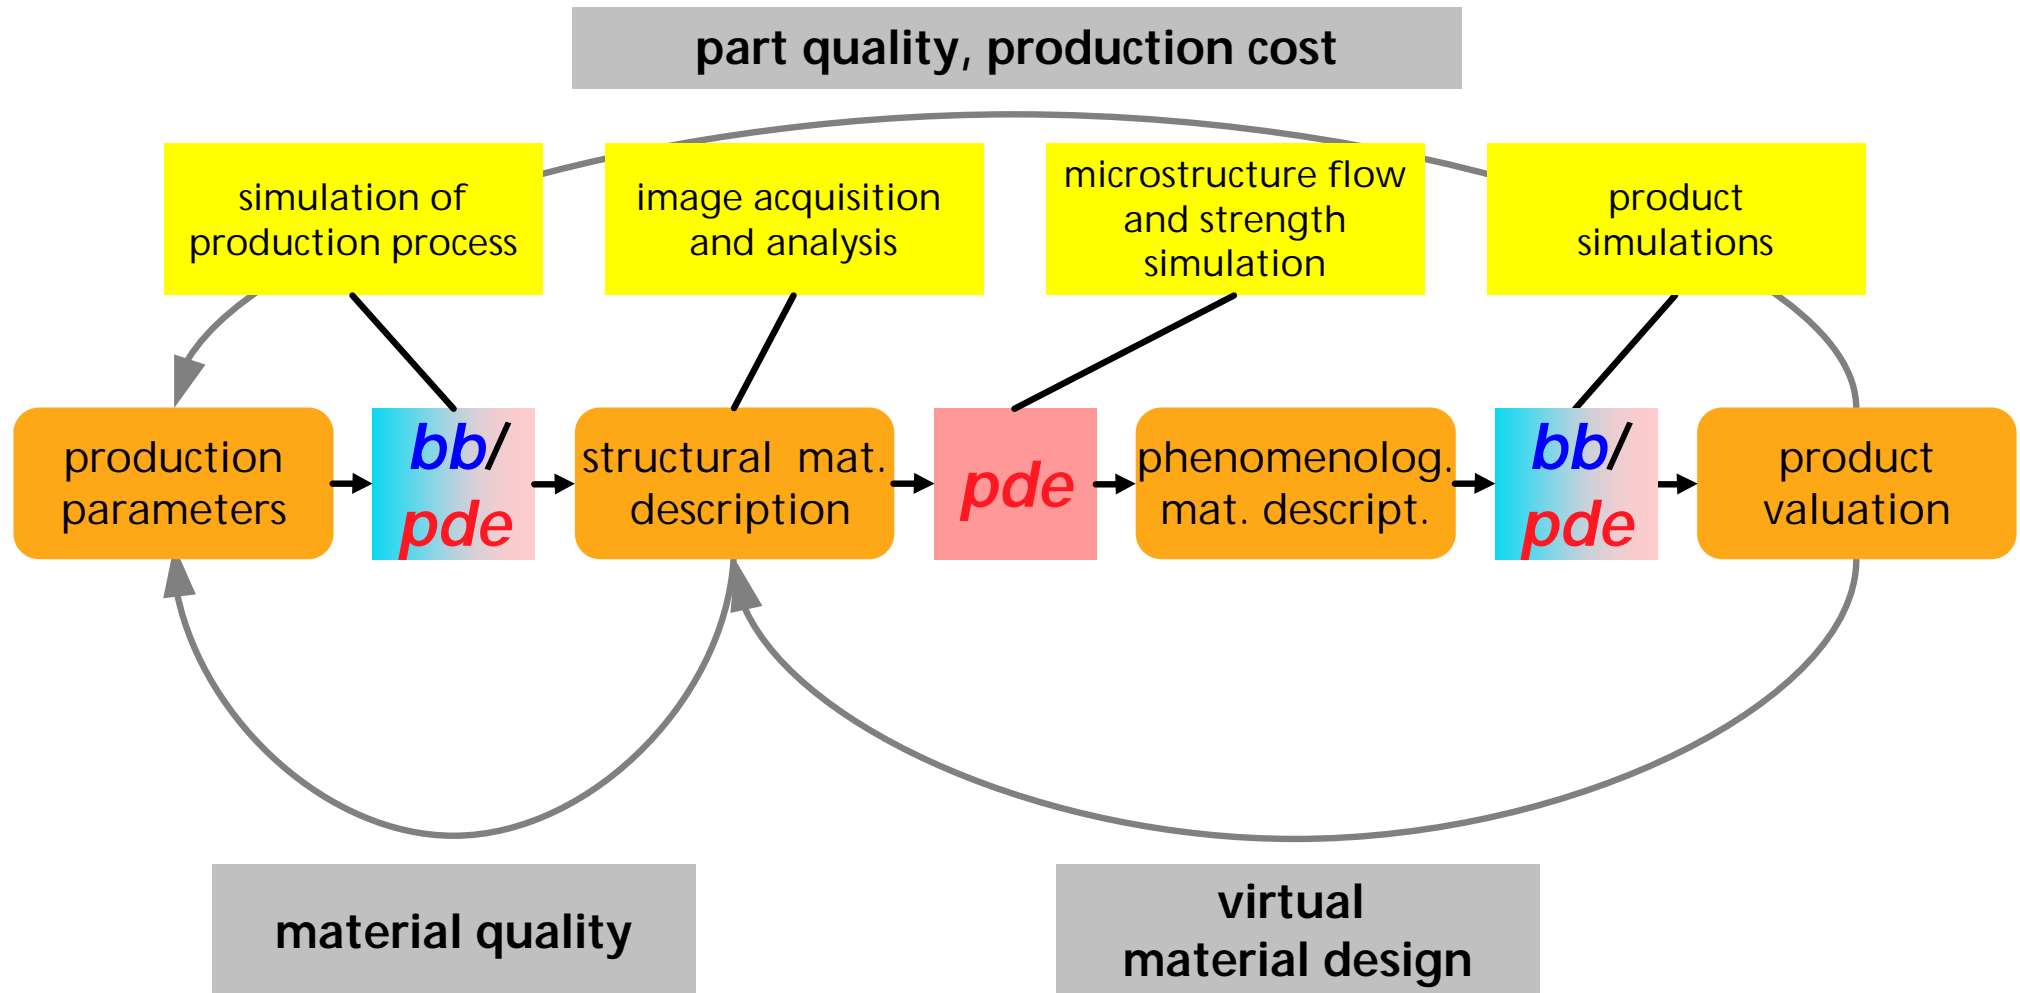 part quality, production cost
simulation of
production process
image acquisition
and analysis
microstructure flow
and strength
simulation
product
simulations
production
parameters
bb/
pde
structural mat.
description
pde
phenomenolog.
mat. descript.
bb/
pde
product
valuation
material quality
virtual
material design